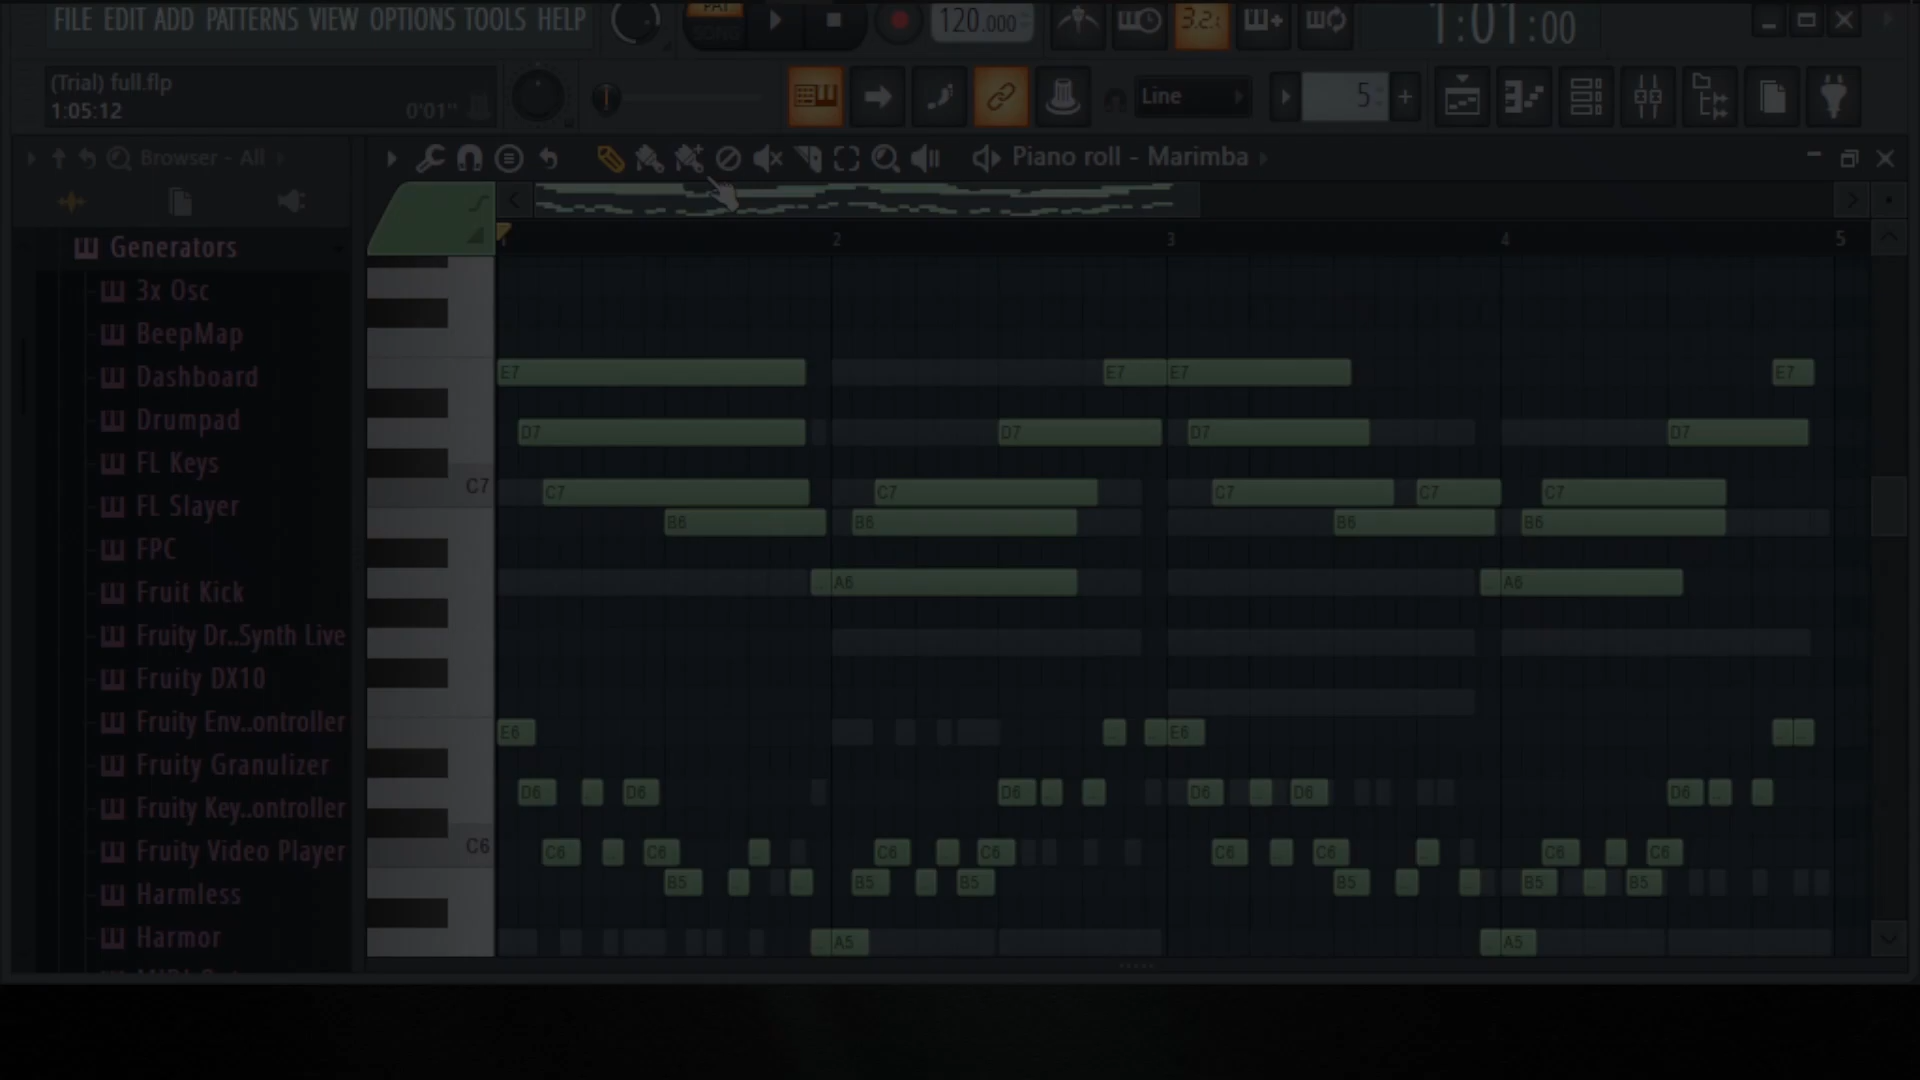 FILE EDIT ADD PATTERNS VIEW OPTIONS TOOLS HELP
PAT
SONG
120.000
3.2
1:01:00
(Trial) full.flp
1:05:12
0'01"
Line
5
Browser - All
Piano roll - Marimba
1 2 3 4 5
Generators
3x Osc
BeepMap
Dashboard
Drumpad
FL Keys
FL Slayer
FPC
Fruit Kick
Fruity Dr..Synth Live
Fruity DX10
Fruity Env..ontroller
Fruity Granulizer
Fruity Key..ontroller
Fruity Video Player
Harmless
Harmor
E7 E7 E7 E7
D7 D7 D7 D7
C7 C7 C7 C7 C7 C7
B6 B6 B6 B6
A6 A6
E6 E6
D6 D6 D6 D6 D6 D6
C6 C6 C6 C6 C6 C6 C6 C6 C6
B5 B5 B5 B5 B5 B5
A5 A5